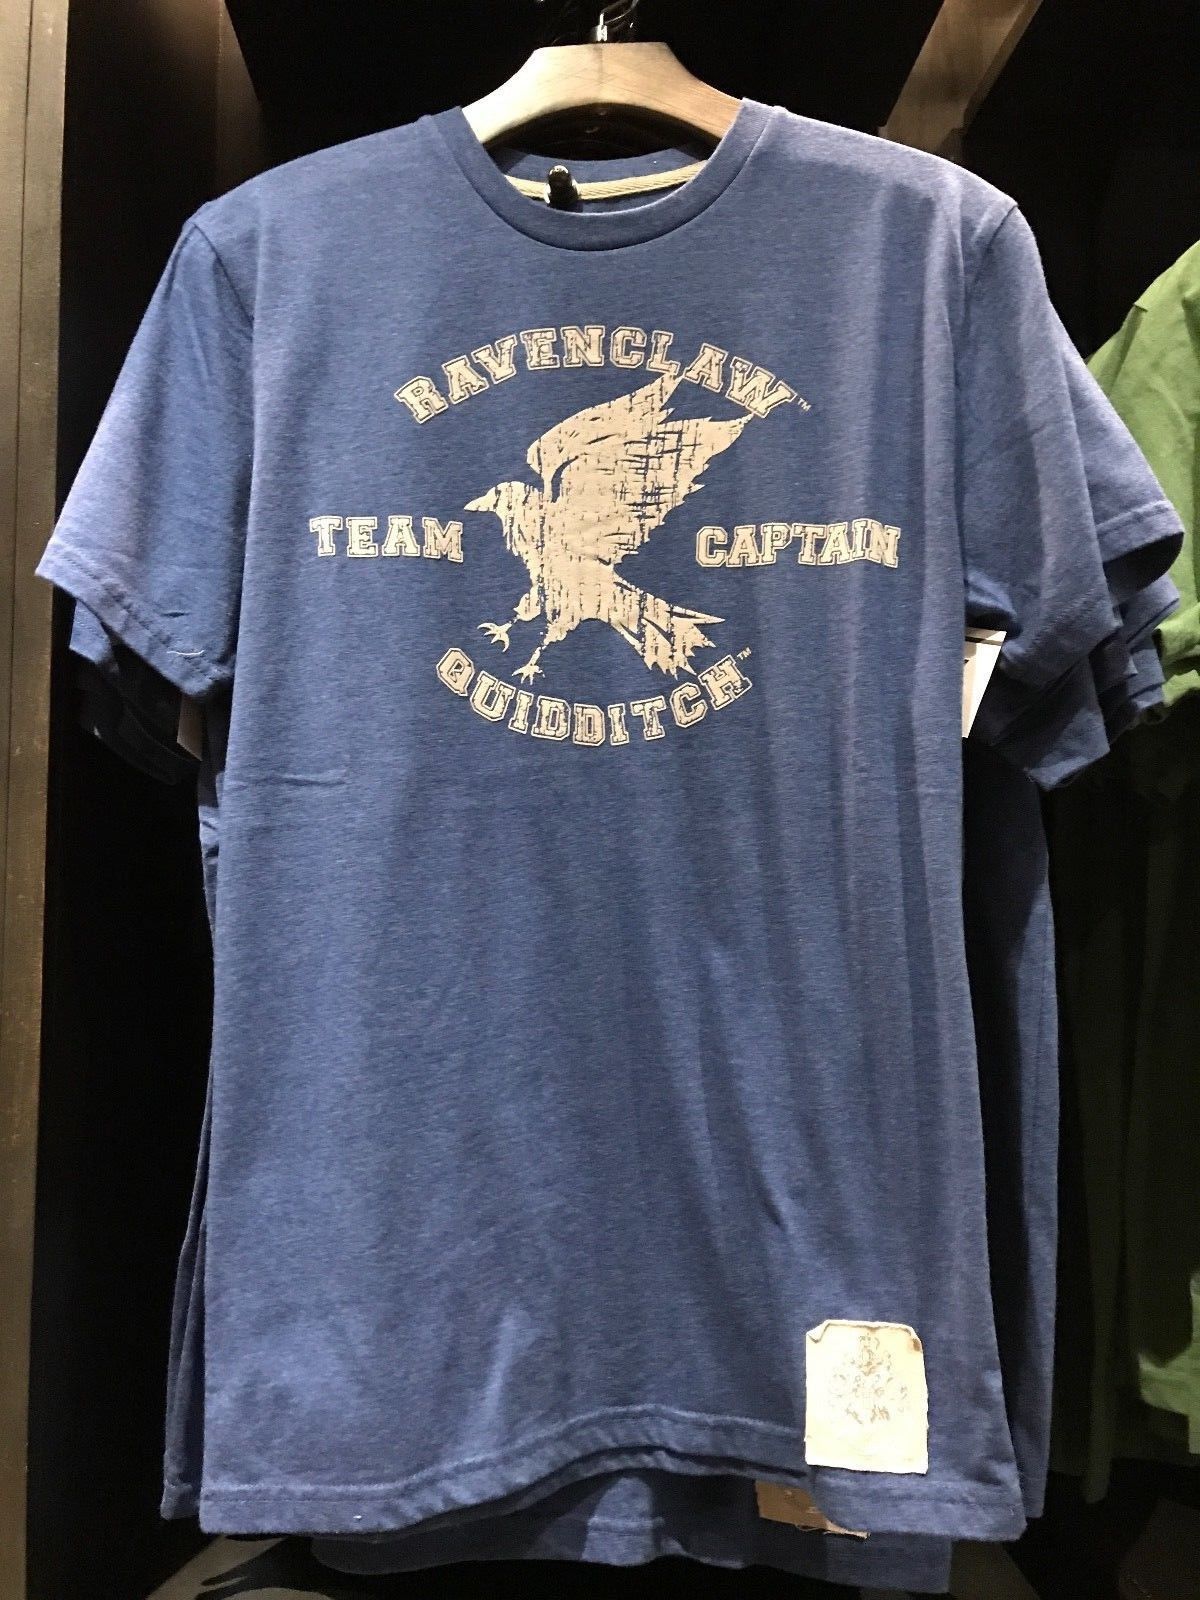 RAVENCLAW™
TEAM CAPTAIN
QUIDDITCH™